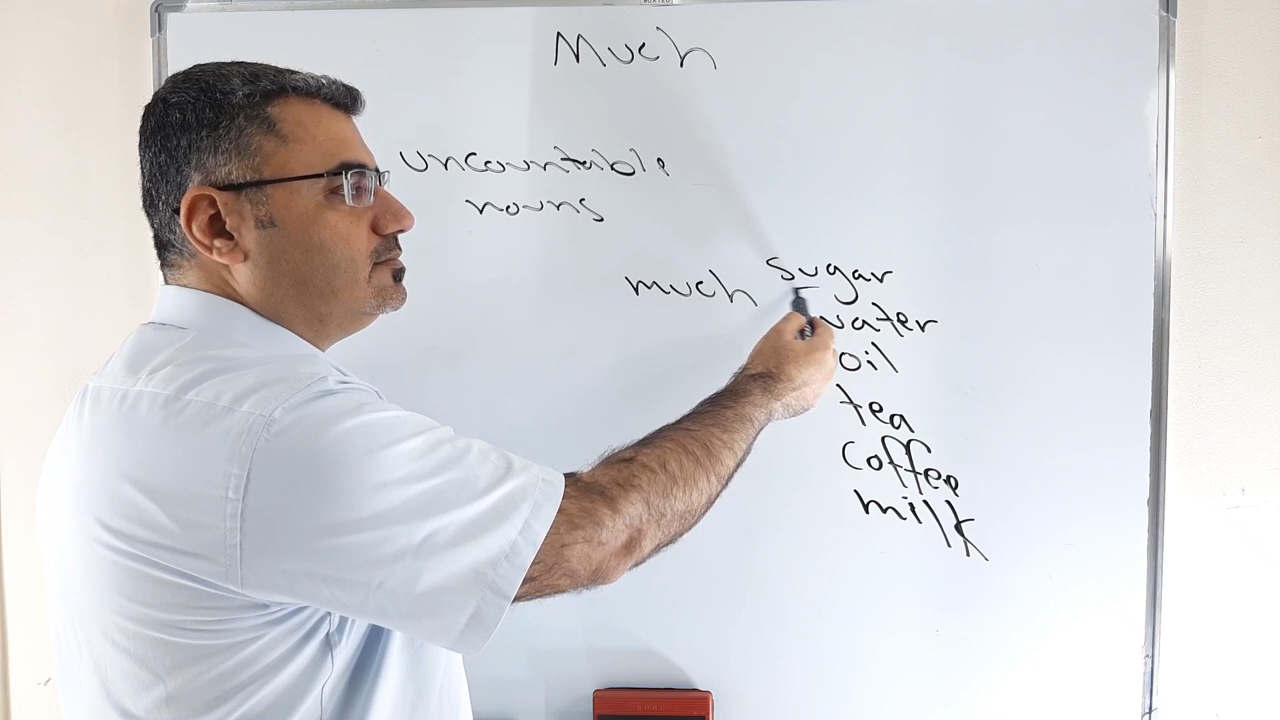 Much
uncountable
nouns
much sugar
water
oil
tea
coffee
milk